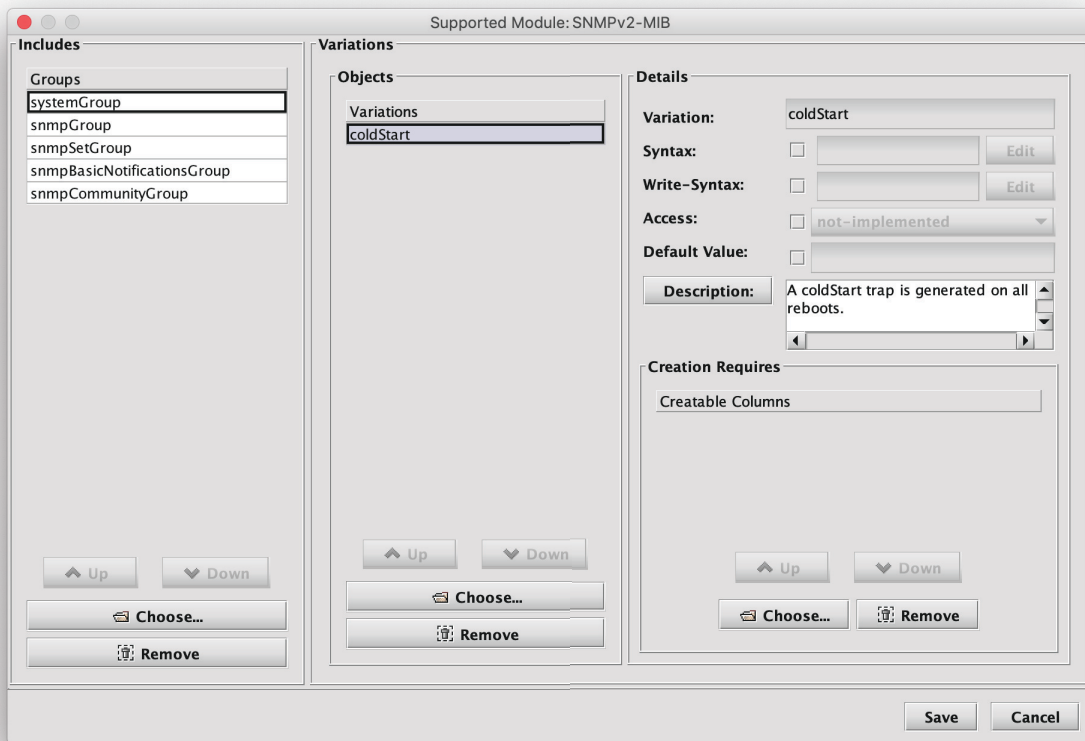 Supported Module: SNMPv2-MIB
Includes
Groups
systemGroup
snmpGroup
snmpSetGroup
snmpBasicNotificationsGroup
snmpCommunityGroup
Up
Down
Choose...
Remove
Variations
Objects
Variations
coldStart
Up
Down
Choose...
Remove
Details
Variation:
coldStart
Syntax:
Edit
Write-Syntax:
Edit
Access:
not-implemented
Default Value:
Description:
A coldStart trap is generated on all
reboots.
Creation Requires
Creatable Columns
Up
Down
Choose...
Remove
Save
Cancel